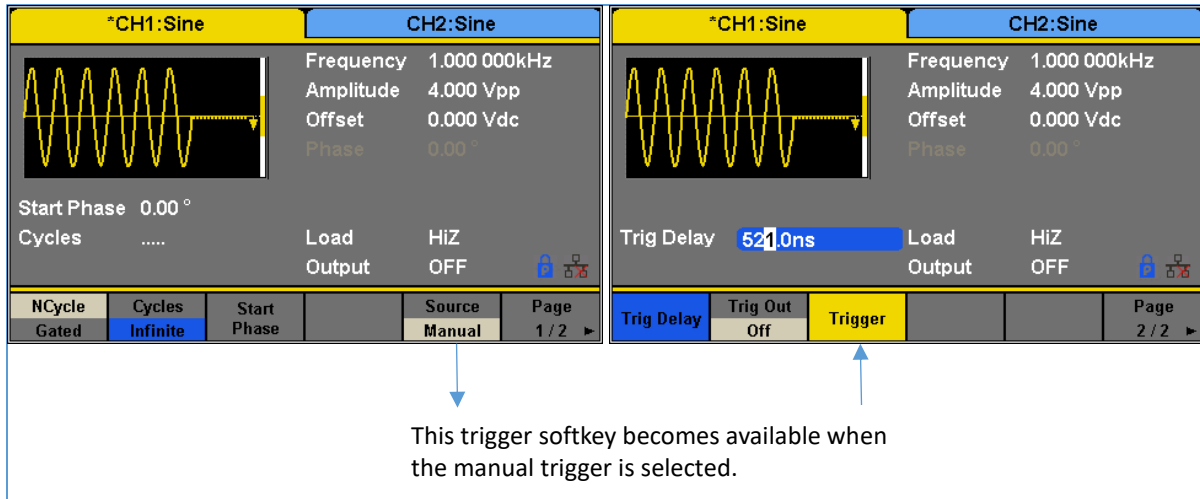 *CH1:Sine
CH2:Sine
Frequency 1.000 000kHz
Amplitude 4.000 Vpp
Offset 0.000 Vdc
Phase 0.00 °
Start Phase 0.00 °
Cycles .....
Load HiZ
Output OFF
P
NCycle
Gated
Cycles
Infinite
Start
Phase
Source
Manual
Page
1 / 2 ►
*CH1:Sine
CH2:Sine
Frequency 1.000 000kHz
Amplitude 4.000 Vpp
Offset 0.000 Vdc
Phase 0.00 °
Trig Delay 521.0ns
Load HiZ
Output OFF
P
Trig Delay
Trig Out
Off
Trigger
Page
2 / 2 ►
This trigger softkey becomes available when
the manual trigger is selected.